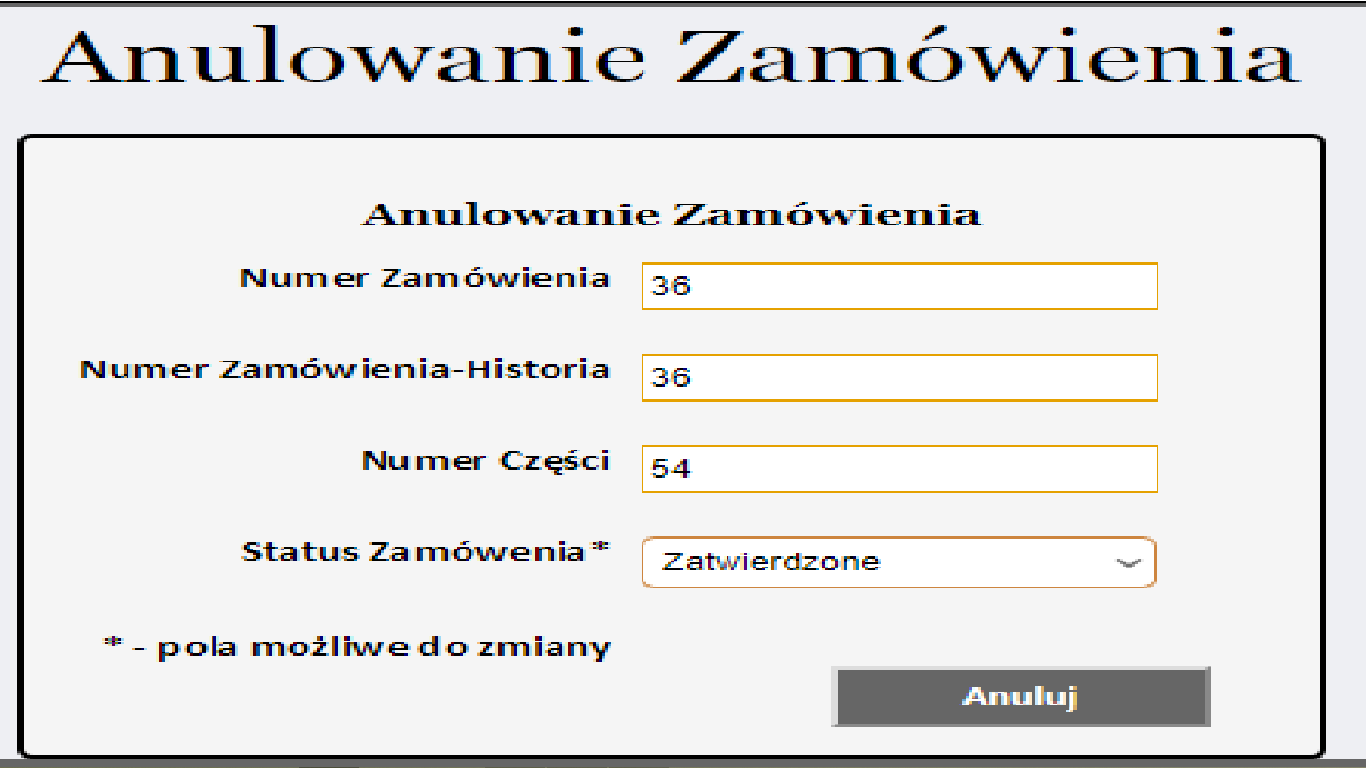 Anulowanie Zamówienia
Anulowanie Zamówienia
Numer Zamówienia 36
Numer Zamówienia-Historia 36
Numer Części 54
Status Zamówenia* Zatwierdzone
* - pola możliwe do zmiany
Anuluj